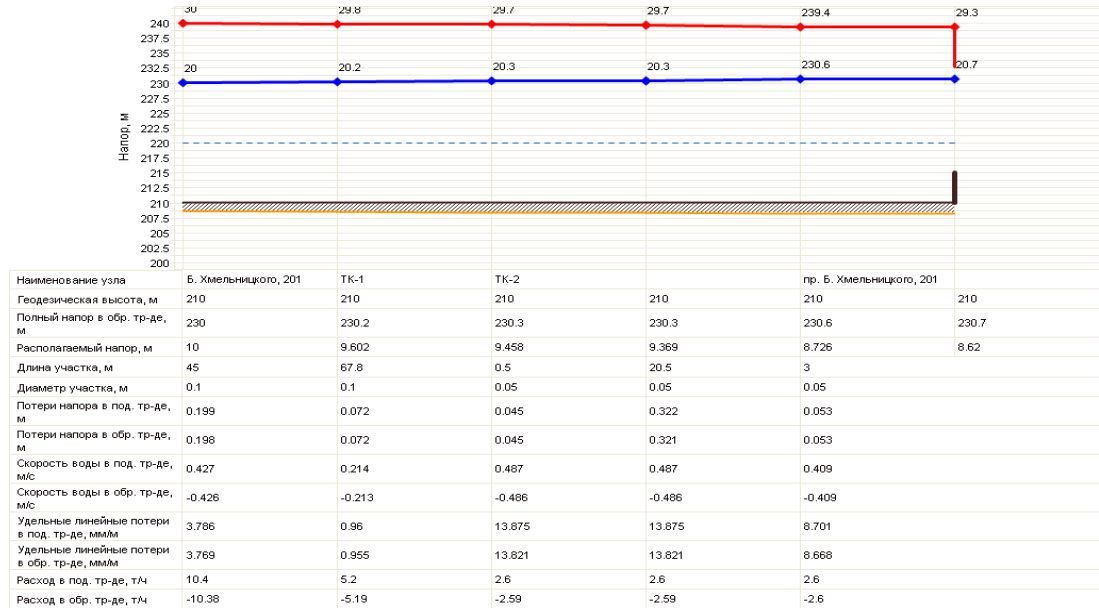 30 29.8 29.7 29.7 239.4 29.3
240
237.5
235
232.5
20 20.2 20.3 20.3 230.6 20.7
230
227.5
225
222.5
220
217.5
215
212.5
210
207.5
205
202.5
200
Напор, м
Наименование узла Б. Хмельницкого, 201 ТК-1 ТК-2 пр. Б. Хмельницкого, 201
Геодезическая высота, м 210 210 210 210 210 210
Полный напор в обр. тр-де, м 230 230.2 230.3 230.3 230.6 230.7
Располагаемый напор, м 10 9.602 9.458 9.369 8.726 8.62
Длина участка, м 45 67.8 0.5 20.5 3
Диаметр участка, м 0.1 0.1 0.05 0.05 0.05
Потери напора в под. тр-де, м 0.199 0.072 0.045 0.322 0.053
Потери напора в обр. тр-де, м 0.198 0.072 0.045 0.321 0.053
Скорость воды в под. тр-де, м/с 0.427 0.214 0.487 0.487 0.409
Скорость воды в обр. тр-де, м/с -0.426 -0.213 -0.486 -0.486 -0.409
Удельные линейные потери в под. тр-де, мм/м 3.786 0.96 13.875 13.875 8.701
Удельные линейные потери в обр. тр-де, мм/м 3.769 0.955 13.821 13.821 8.668
Расход в под. тр-де, т/ч 10.4 5.2 2.6 2.6 2.6
Расход в обр. тр-де, т/ч -10.38 -5.19 -2.59 -2.59 -2.6